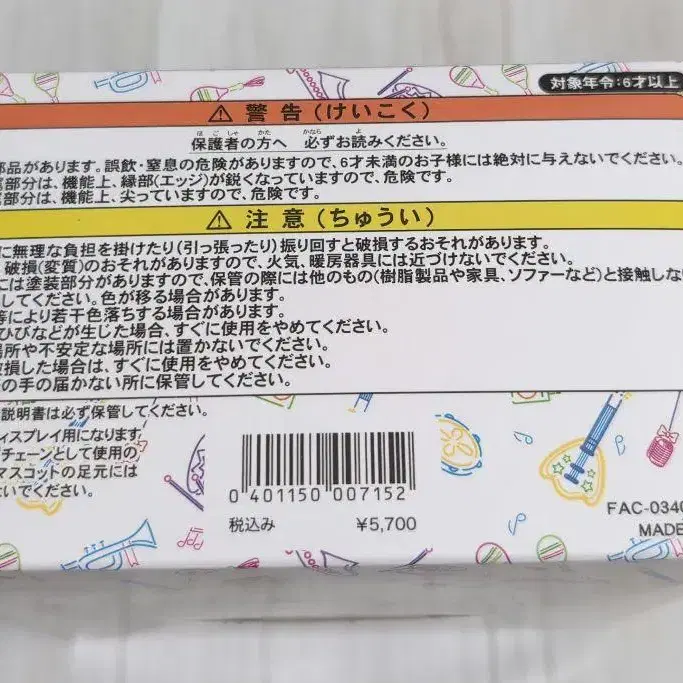 対象年令:6才以上
⚠ 警告(けいこく)
保護者の方へ 必ずお読みください。
部品があります。誤飲・窒息の危険がありますので、6才未満のお子様には絶対に与えないでください。
部分は、機能上、縁部(エッジ)が鋭くなっていますので、危険です。
部分は、機能上、尖っていますので、危険です。
⚠ 注意(ちゅうい)
に無理な負担を掛けたり(引っ張ったり)振り回すと破損するおそれがあります。
破損(変質)のおそれがありますので、火気、暖房器具には近づけないでください。
には塗装部分がありますので、保管の際には他のもの(樹脂製品や家具、ソファーなど)と接触しな
してください。色が移る場合があります。
等により若干色落ちする場合があります。
ひびなどが生じた場合、すぐに使用をやめてください。
場所や不安定な場所には置かないでください。
破損した場合は、すぐに使用をやめてください。
の手の届かない所に保管してください。
説明書は必ず保管してください。
ィスプレイ用になります。
チェーンとして使用の
マスコットの足元には
ないでください。
0 401150 007152
税込み ¥5,700
FAC-0340
MADE